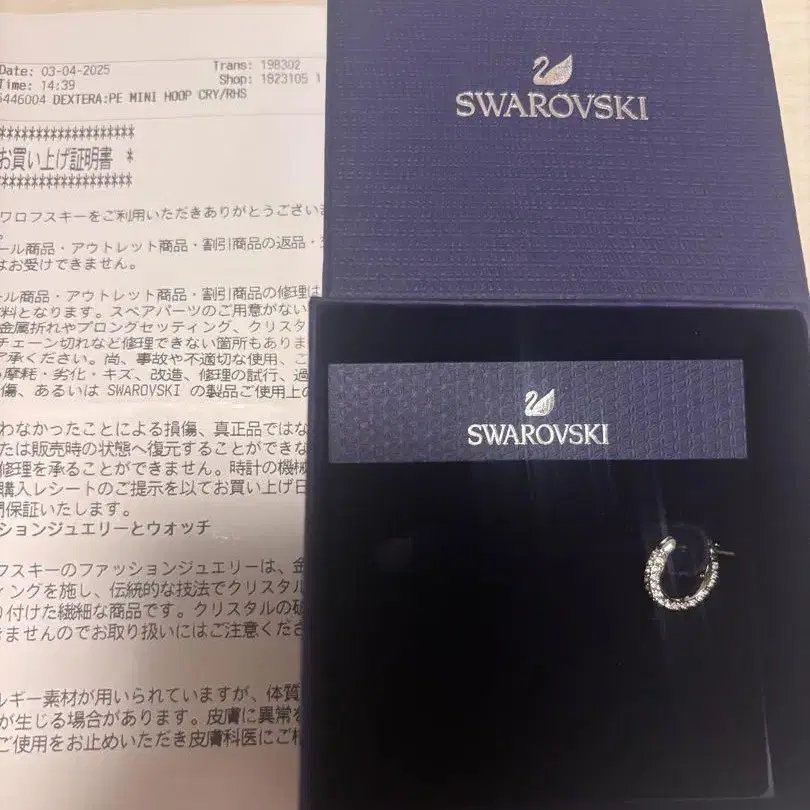 Date: 03-04-2025 Trans: 198302
Time: 14:39 Shop: 1823105 1
5446004 DEXTERA:PE MINI HOOP CRY/RHS
******************
お買い上げ証明書 *
******************
ワロフスキーをご利用いただきありがとうござい
。
ール商品・アウトレット商品・割引商品の返品・
はお受けできません。
ル商品・アウトレット商品・割引商品の修理は
料となります。スペアパーツのご用意がない
金属折れやプロングセッティング、クリスタ
チェーン切れなど修理できない箇所もありま
了承ください。尚、事故や不適切な使用、ご
摩耗・劣化・キズ、改造、修理の試行、過
傷、あるいは SWAROVSKI の製品ご使用上の
わなかったことによる損傷、真正品ではな
たは販売時の状態へ復元することができな
修理を承ることができません。時計の機械
購入レシートのご提示を以てお買い上げ日
間保証いたします。
ションジュエリーとウォッチ
フスキーのファッションジュエリーは、金
ィングを施し、伝統的な技法でクリスタル
り付けた繊細な商品です。クリスタルの破
きませんのでお取り扱いにはご注意くださ
ルギー素材が用いられていますが、体質
が生じる場合があります。皮膚に異常を
ご使用をお止めいただき皮膚科医にご相
SWAROVSKI
SWAROVSKI